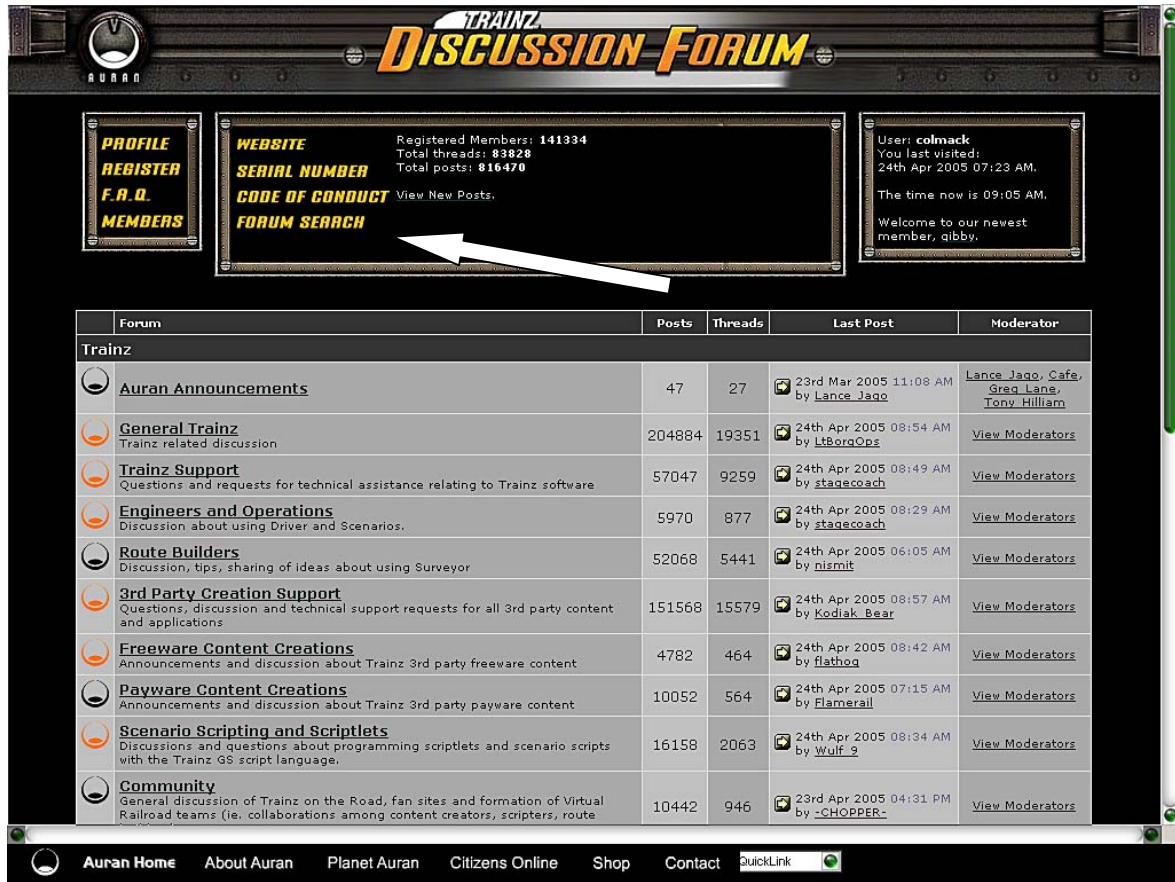 TRAINZ
DISCUSSION FORUM
AURAN
PROFILE
REGISTER
F.A.Q.
MEMBERS
WEBSITE
SERIAL NUMBER
CODE OF CONDUCT
FORUM SEARCH
Registered Members: 141334
Total threads: 83828
Total posts: 816470
View New Posts.
User: colmack
You last visited:
24th Apr 2005 07:23 AM.
The time now is 09:05 AM.
Welcome to our newest
member, gibby.
Forum Posts Threads Last Post Moderator
Trainz
Auran Announcements 47 27 23rd Mar 2005 11:08 AM by Lance Jago Lance Jago, Cafe, Greg Lane, Tony Hilliam
General Trainz
Trainz related discussion
204884 19351 24th Apr 2005 08:54 AM by LtBorgOps View Moderators
Trainz Support
Questions and requests for technical assistance relating to Trainz software
57047 9259 24th Apr 2005 08:49 AM by stagecoach View Moderators
Engineers and Operations
Discussion about using Driver and Scenarios.
5970 877 24th Apr 2005 08:29 AM by stagecoach View Moderators
Route Builders
Discussion, tips, sharing of ideas about using Surveyor
52068 5441 24th Apr 2005 06:05 AM by nismit View Moderators
3rd Party Creation Support
Questions, discussion and technical support requests for all 3rd party content
and applications
151568 15579 24th Apr 2005 08:57 AM by Kodiak_Bear View Moderators
Freeware Content Creations
Announcements and discussion about Trainz 3rd party freeware content
4782 464 24th Apr 2005 08:42 AM by flathog View Moderators
Payware Content Creations
Announcements and discussion about Trainz 3rd party payware content
10052 564 24th Apr 2005 07:15 AM by Flamerail View Moderators
Scenario Scripting and Scriptlets
Discussions and questions about programming scriptlets and scenario scripts
with the Trainz GS script language.
16158 2063 24th Apr 2005 08:34 AM by Wulf_9 View Moderators
Community
General discussion of Trainz on the Road, fan sites and formation of Virtual
Railroad teams (ie. collaborations among content creators, scripters, route
10442 946 23rd Apr 2005 04:31 PM by -CHOPPER- View Moderators
Auran Home About Auran Planet Auran Citizens Online Shop Contact QuickLink